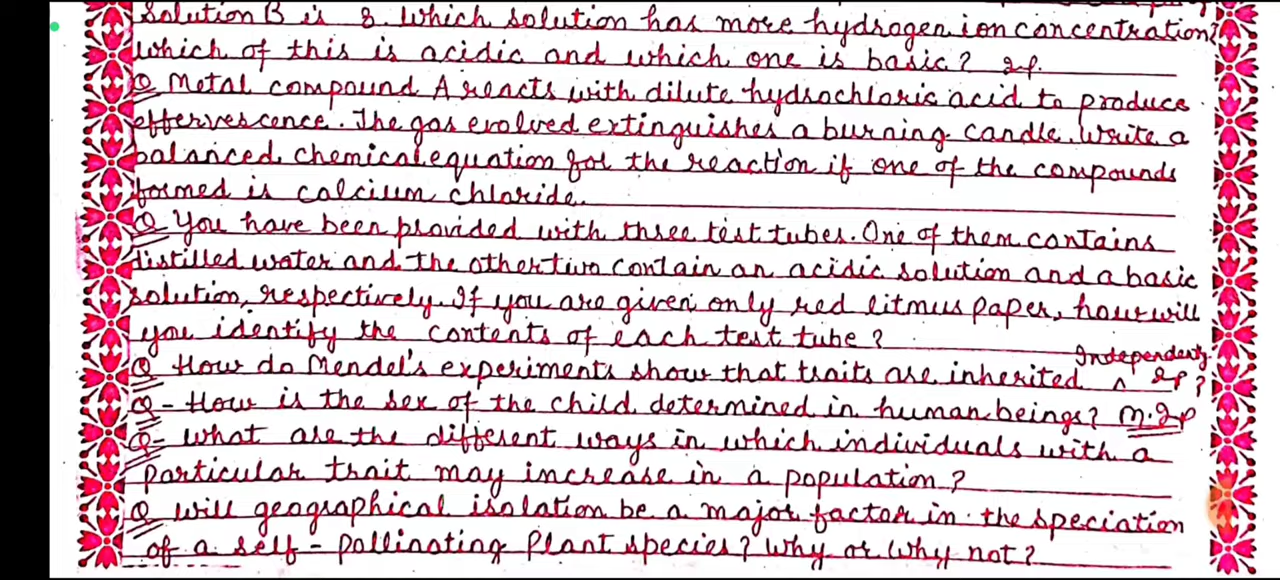 Solution B is 8. Which solution has more hydrogen ion concentration?
which of this is acidic and which one is basic? 2p.
Q Metal compound A reacts with dilute hydrochloric acid to produce
effervescence. The gas evolved extinguishes a burning candle. Write a
balanced chemical equation for the reaction if one of the compounds
formed is calcium chloride.
Q You have been provided with three test tubes. One of them contains
distilled water and the other two contain an acidic solution and a basic
solution, respectively. If you are given only red litmus paper, how will
you identify the contents of each test tube?
Independently
Q How do Mendel's experiments show that traits are inherited ^ 2p?
Q - How is the sex of the child determined in human beings? M.2p
Q- what are the different ways in which individuals with a
particular trait may increase in a population?
Q will geographical isolation be a major factor in the speciation
of a self - pollinating Plant species? Why or Why not?